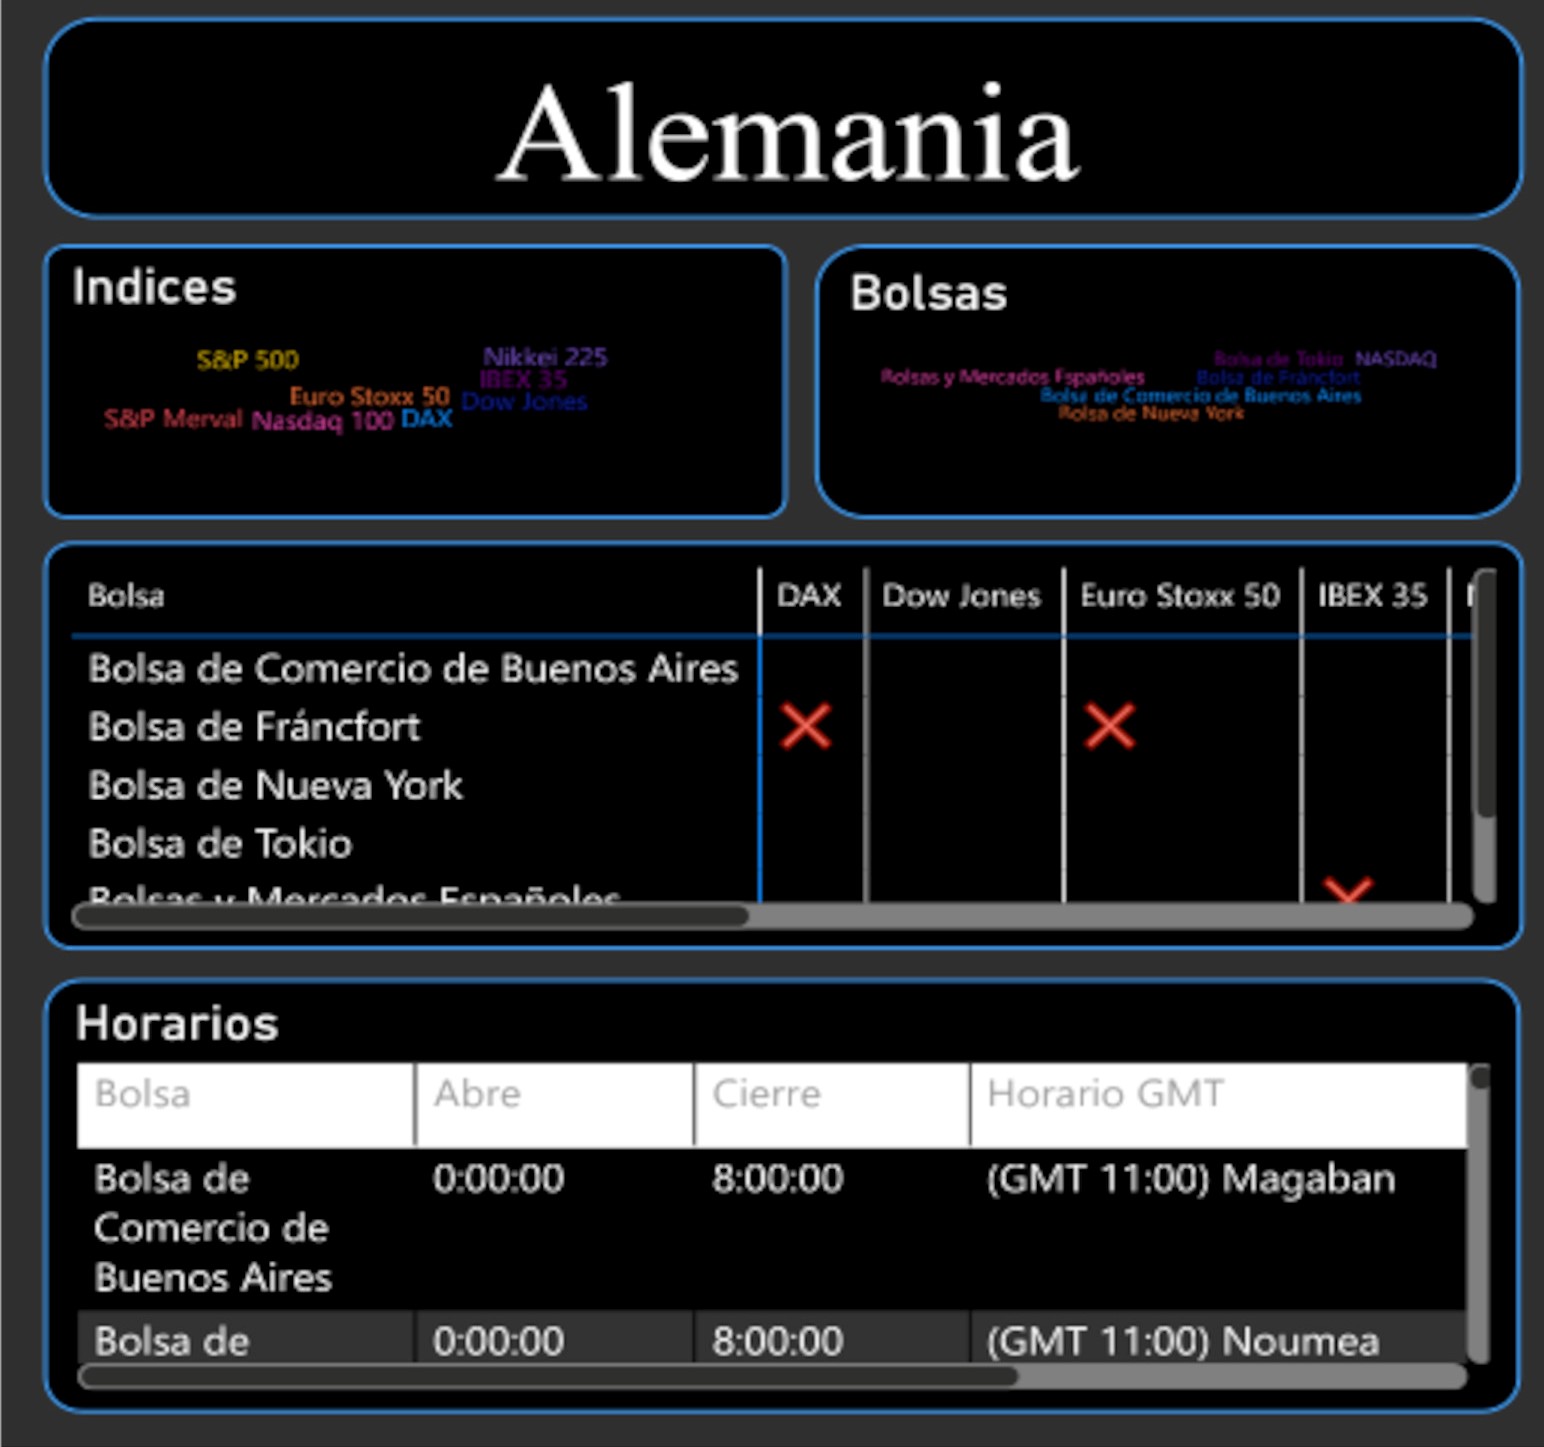 Alemania
Indices
S&P 500
Nikkei 225
IBEX 35
Euro Stoxx 50
Dow Jones
S&P Merval
Nasdaq 100
DAX
Bolsas
Bolsa de Tokio
NASDAQ
Bolsas y Mercados Españoles
Bolsa de Fráncfort
Bolsa de Comercio de Buenos Aires
Bolsa de Nueva York
Bolsa DAX Dow Jones Euro Stoxx 50 IBEX 35
Bolsa de Comercio de Buenos Aires
Bolsa de Fráncfort ❌ ❌
Bolsa de Nueva York
Bolsa de Tokio
Bolsas y Mercados Españoles ❌
Horarios
Bolsa Abre Cierre Horario GMT
Bolsa de 0:00:00 8:00:00 (GMT 11:00) Magaban
Comercio de
Buenos Aires
Bolsa de 0:00:00 8:00:00 (GMT 11:00) Noumea